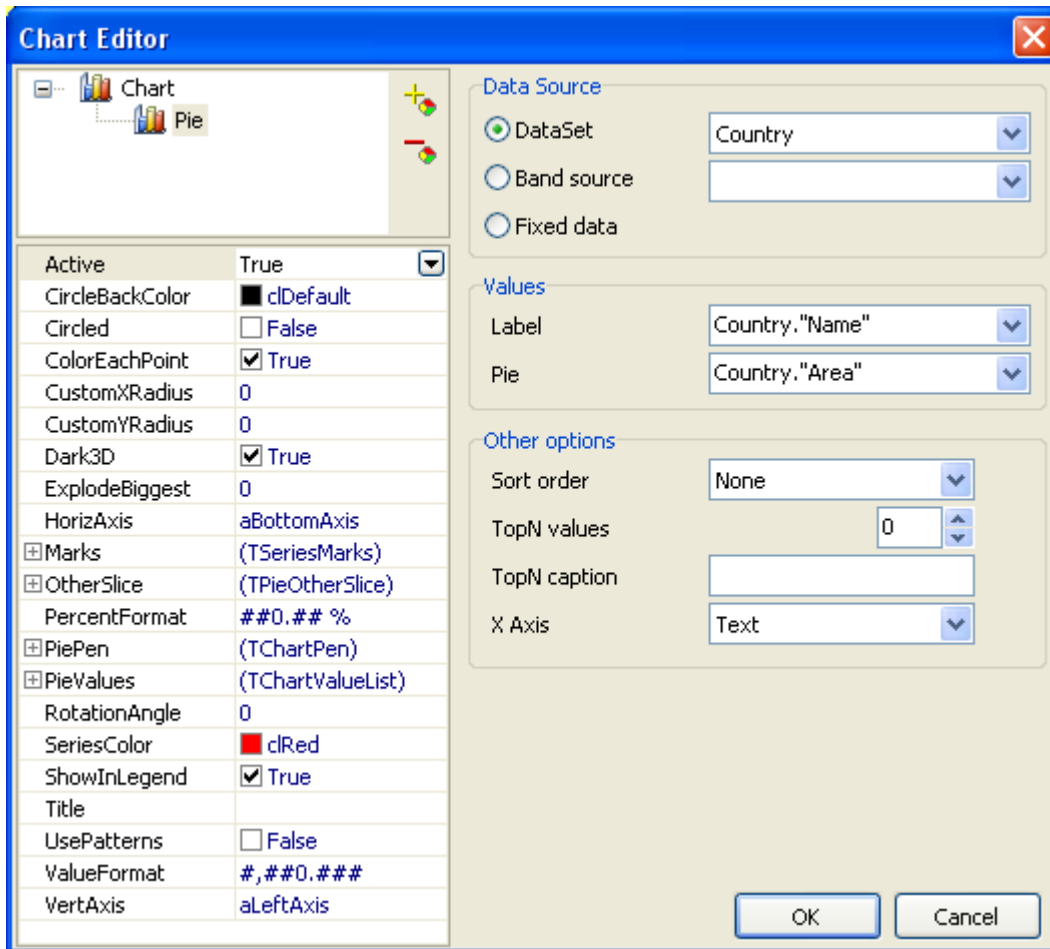 Chart Editor
Chart
Pie
Active True
CircleBackColor clDefault
Circled False
ColorEachPoint True
CustomXRadius 0
CustomYRadius 0
Dark3D True
ExplodeBiggest 0
HorizAxis aBottomAxis
Marks (TSeriesMarks)
OtherSlice (TPieOtherSlice)
PercentFormat ##0.## %
PiePen (TChartPen)
PieValues (TChartValueList)
RotationAngle 0
SeriesColor clRed
ShowInLegend True
Title
UsePatterns False
ValueFormat #,##0.###
VertAxis aLeftAxis
Data Source
DataSet Country
Band source
Fixed data
Values
Label Country."Name"
Pie Country."Area"
Other options
Sort order None
TopN values 0
TopN caption
X Axis Text
OK Cancel